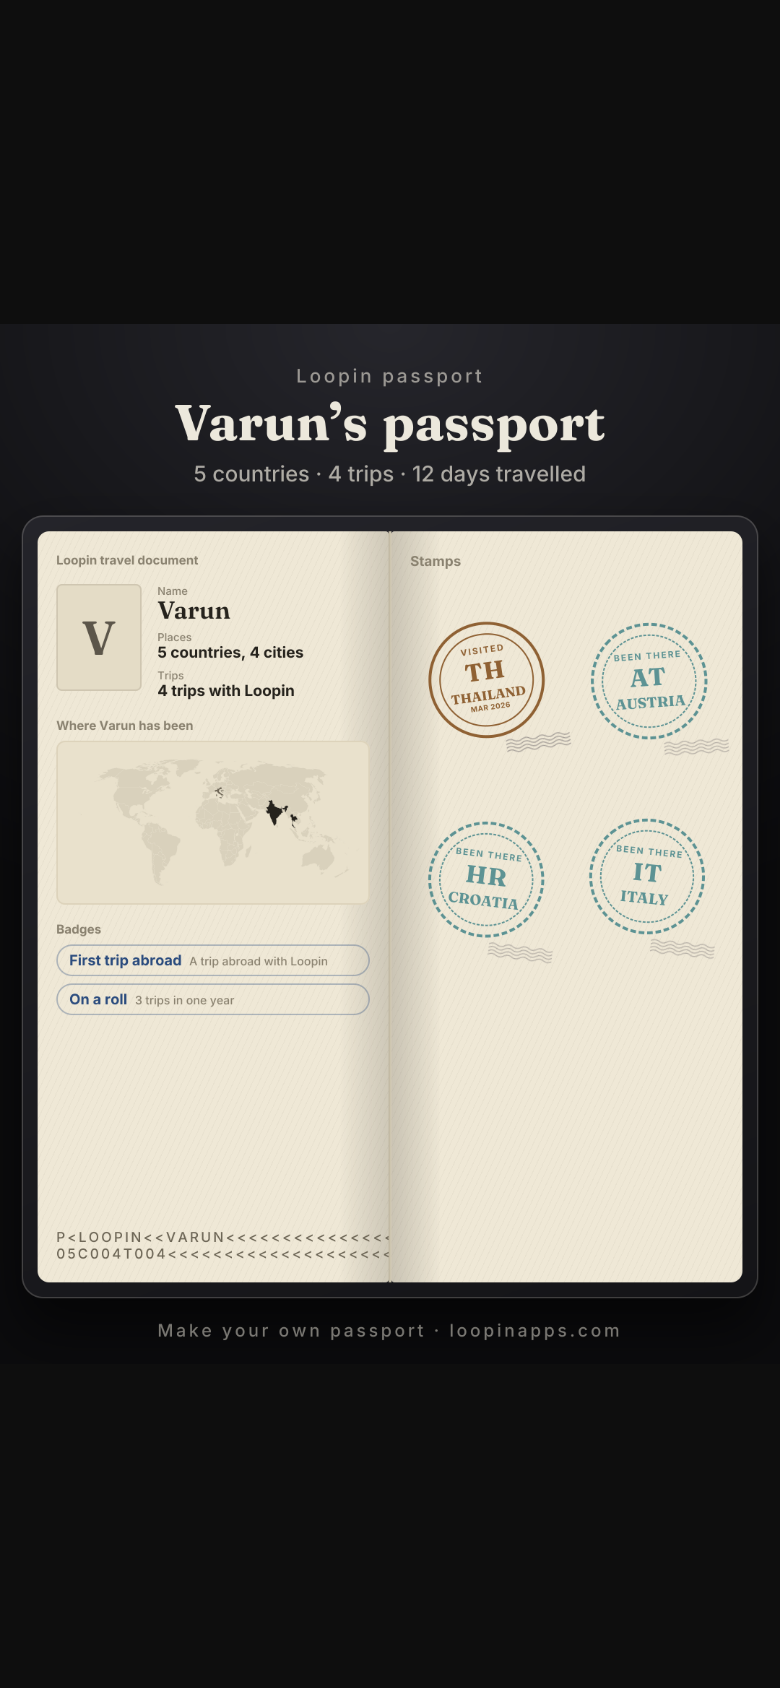 Loopin passport
Varun’s passport
5 countries · 4 trips · 12 days travelled
Loopin travel document
V
Name
Varun
Places
5 countries, 4 cities
Trips
4 trips with Loopin
Where Varun has been
Badges
First trip abroad A trip abroad with Loopin
On a roll 3 trips in one year
P<LOOPIN<<VARUN<<<<<<<<<<<<<<<
05C004T004<<<<<<<<<<<<<<<<<<<<
Stamps
VISITED
TH
THAILAND
MAR 2026
BEEN THERE
AT
AUSTRIA
BEEN THERE
HR
CROATIA
BEEN THERE
IT
ITALY
Make your own passport · loopinapps.com